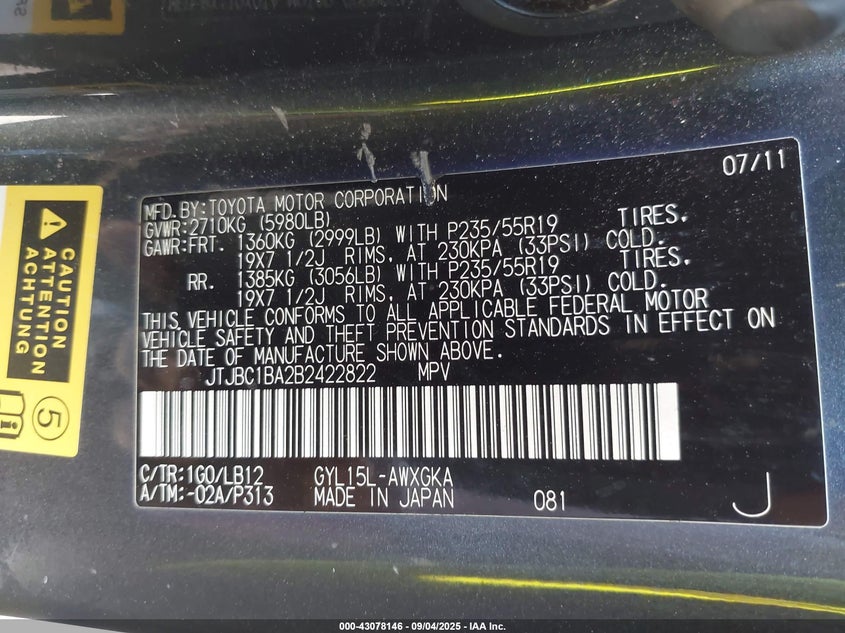 07/11
MFD.BY:TOYOTA MOTOR CORPORATION
GVWR:2710KG (5980LB)
GAWR:FRT. 1360KG (2999LB) WITH P235/55R19 TIRES.
19X7 1/2J RIMS. AT 230KPA (33PSI) COLD.
RR. 1385KG (3056LB) WITH P235/55R19 TIRES.
19X7 1/2J RIMS. AT 230KPA (33PSI) COLD.
THIS VEHICLE CONFORMS TO ALL APPLICABLE FEDERAL MOTOR
VEHICLE SAFETY AND THEFT PREVENTION STANDARDS IN EFFECT ON
THE DATE OF MANUFACTURE SHOWN ABOVE.
JTJBC1BA2B2422822 MPV
C/TR:1G0/LB12 GYL15L-AWXGKA
A/TM:-02A/P313 MADE IN JAPAN 081 J
CAUTION
ATTENTION
ACHTUNG
5
000-43078146 - 09/04/2025 - IAA Inc.